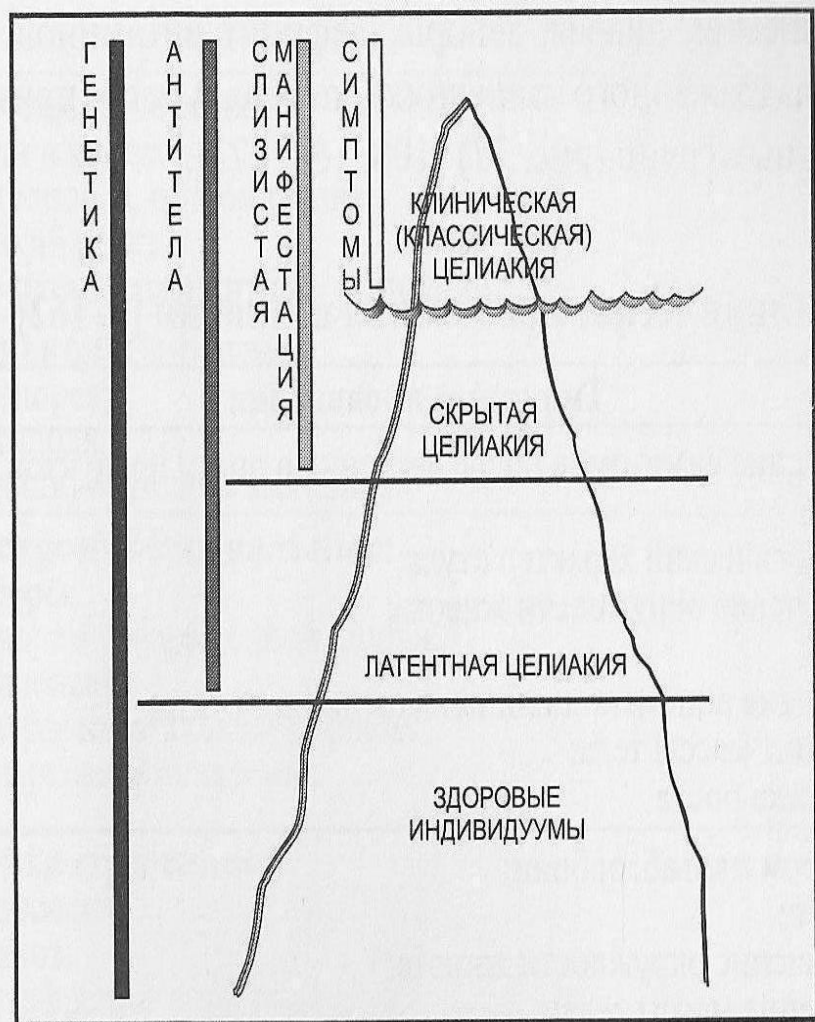 ГЕНЕТИКА
АНТИТЕЛА
СЛИЗИСТАЯ
МАНИФЕСТАЦИЯ
СИМПТОМЫ
КЛИНИЧЕСКАЯ
(КЛАССИЧЕСКАЯ)
ЦЕЛИАКИЯ
СКРЫТАЯ
ЦЕЛИАКИЯ
ЛАТЕНТНАЯ ЦЕЛИАКИЯ
ЗДОРОВЫЕ
ИНДИВИДУУМЫ